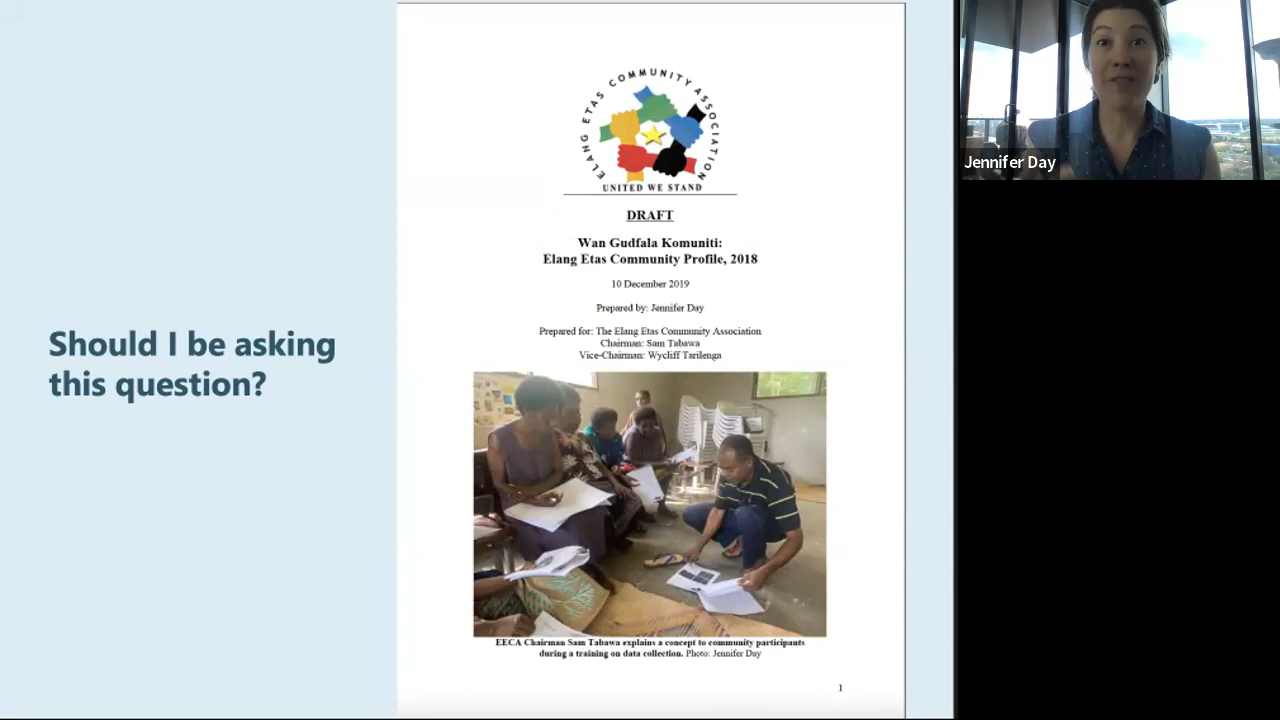 Should I be asking
this question?
ELANG ETAS COMMUNITY ASSOCIATION
UNITED WE STAND
DRAFT
Wan Gudfala Komuniti:
Elang Etas Community Profile, 2018
10 December 2019
Prepared by: Jennifer Day
Prepared for: The Elang Etas Community Association
Chairman: Sam Tabawa
Vice-Chairman: Wycliff Tarilenga
EECA Chairman Sam Tabawa explains a concept to community participants
during a training on data collection. Photo: Jennifer Day
1
Jennifer Day